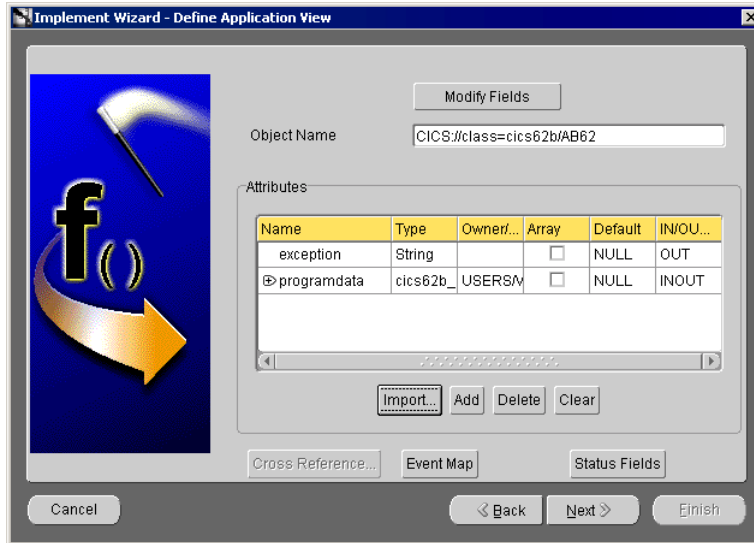 Implement Wizard - Define Application View
Modify Fields
Object Name CICS://class=cics62b/AB62
Attributes
Name Type Owner/... Array Default IN/OU...
exception String NULL OUT
programdata cics62b_ USERS/ NULL INOUT
Import... Add Delete Clear
f()
Cross Reference... Event Map Status Fields
Cancel Back Next Finish